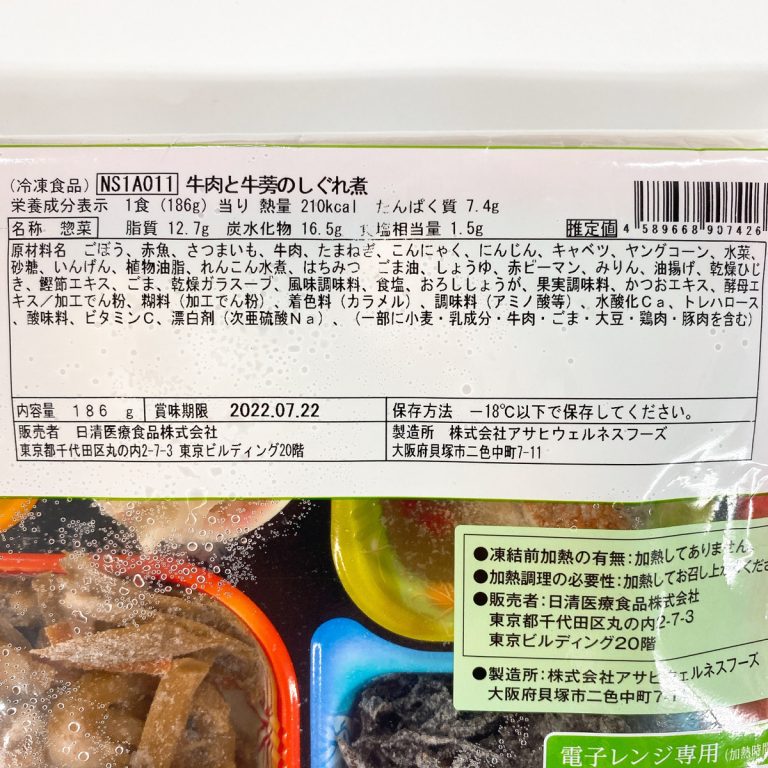 (冷凍食品) NS1A011 牛肉と牛蒡のしぐれ煮
栄養成分表示 1食 (186g) 当り 熱量 210kcal たんぱく質 7.4g
脂質 12.7g 炭水化物 16.5g 食塩相当量 1.5g
名称 惣菜 推定値
4 589668 907426
原材料名 ごぼう、赤魚、さつまいも、牛肉、たまねぎ、こんにゃく、にんじん、キャベツ、ヤングコーン、水菜、
砂糖、いんげん、植物油脂、れんこん水煮、はちみつ、ごま油、しょうゆ、赤ピーマン、みりん、油揚げ、乾燥ひじ
き、鰹節エキス、ごま、乾燥ガラスープ、風味調味料、食塩、おろししょうが、果実調味料、かつおエキス、酵母エ
キス/加工でん粉、糊料(加工でん粉)、着色料(カラメル)、調味料(アミノ酸等)、水酸化Ca、トレハロース
、酸味料、ビタミンC、漂白剤(次亜硫酸Na)、(一部に小麦・乳成分・牛肉・ごま・大豆・鶏肉・豚肉を含む)
内容量 186 g 賞味期限 2022.07.22 保存方法 -18℃以下で保存してください。
販売者 日清医療食品株式会社
東京都千代田区丸の内2-7-3 東京ビルディング20階
製造所 株式会社アサヒウェルネスフーズ
大阪府貝塚市二色中町7-11
●凍結前加熱の有無:加熱してありません。
●加熱調理の必要性:加熱してお召し上がりくださ
●販売者:日清医療食品株式会社
東京都千代田区丸の内2-7-3
東京ビルディング20階
●製造所:株式会社アサヒウェルネスフーズ
大阪府貝塚市二色中町7-1
電子レンジ専用 (加熱時間